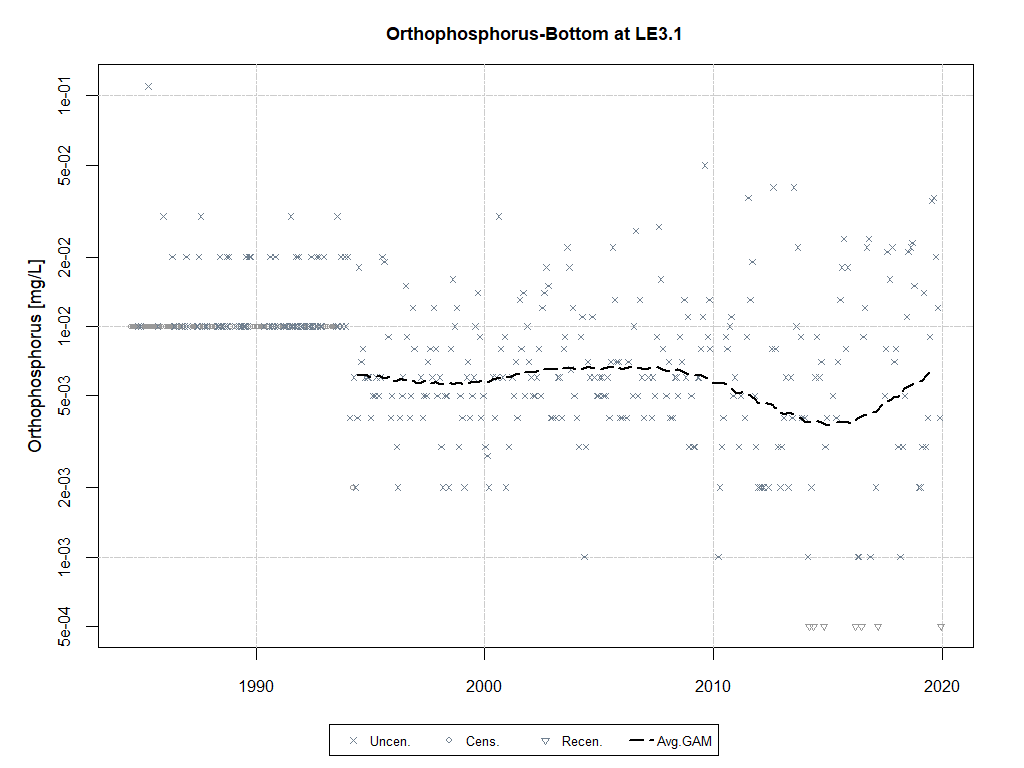 Orthophosphorus-Bottom at LE3.1
Orthophosphorus [mg/L]
1e-01
5e-02
2e-02
1e-02
5e-03
2e-03
1e-03
5e-04
1990 2000 2010 2020
Uncen. Cens. Recen. Avg.GAM